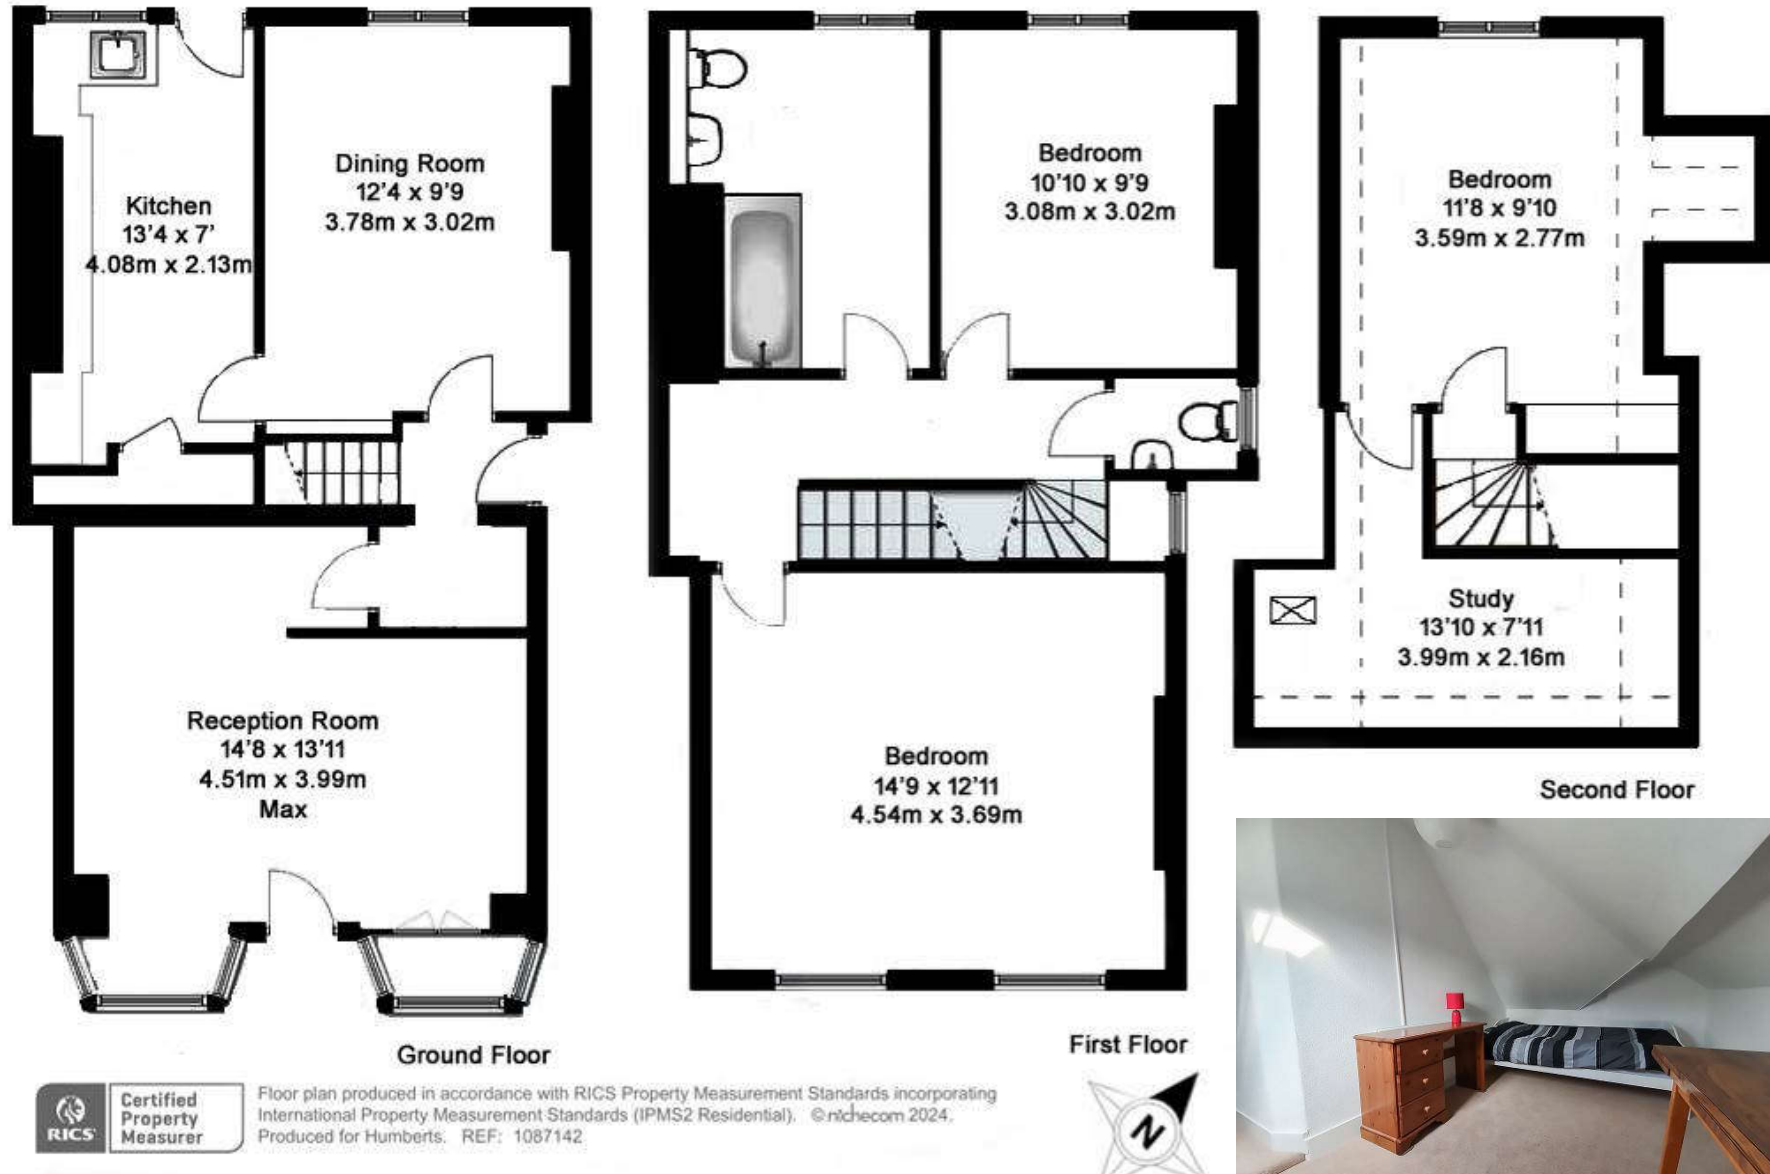 Kitchen
13'4 x 7'
4.08m x 2.13m
Dining Room
12'4 x 9'9
3.78m x 3.02m
Reception Room
14'8 x 13'11
4.51m x 3.99m
Max
Ground Floor
Bedroom
10'10 x 9'9
3.08m x 3.02m
Bedroom
14'9 x 12'11
4.54m x 3.69m
First Floor
Bedroom
11'8 x 9'10
3.59m x 2.77m
Study
13'10 x 7'11
3.99m x 2.16m
Second Floor
RICS
Certified
Property
Measurer
Floor plan produced in accordance with RICS Property Measurement Standards incorporating
International Property Measurement Standards (IPMS2 Residential). © nichecom 2024.
Produced for Humberts. REF: 1087142
N